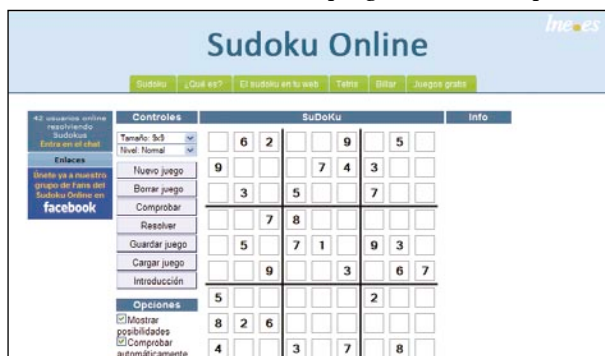 lne.es
Sudoku Online
Sudoku ¿Qué es? El sudoku en tu web Tetris Billar Juegos gratis
42 usuarios online
resolviendo
Sudokus
Entra en el chat
Enlaces
Únete ya a nuestro
grupo de Fans del
Sudoku Online en
facebook
Controles
Tamaño: 9x9
Nivel: Normal
Nuevo juego
Borrar juego
Comprobar
Resolver
Guardar juego
Cargar juego
Introducción
Opciones
Mostrar
posibilidades
Comprobar
automáticamente
SuDoKu
6 2 9 5
9 7 4 3
3 5 7
7 8
5 7 1 9 3
9 3 6 7
5 2
8 2 6
4 3 7 8
Info